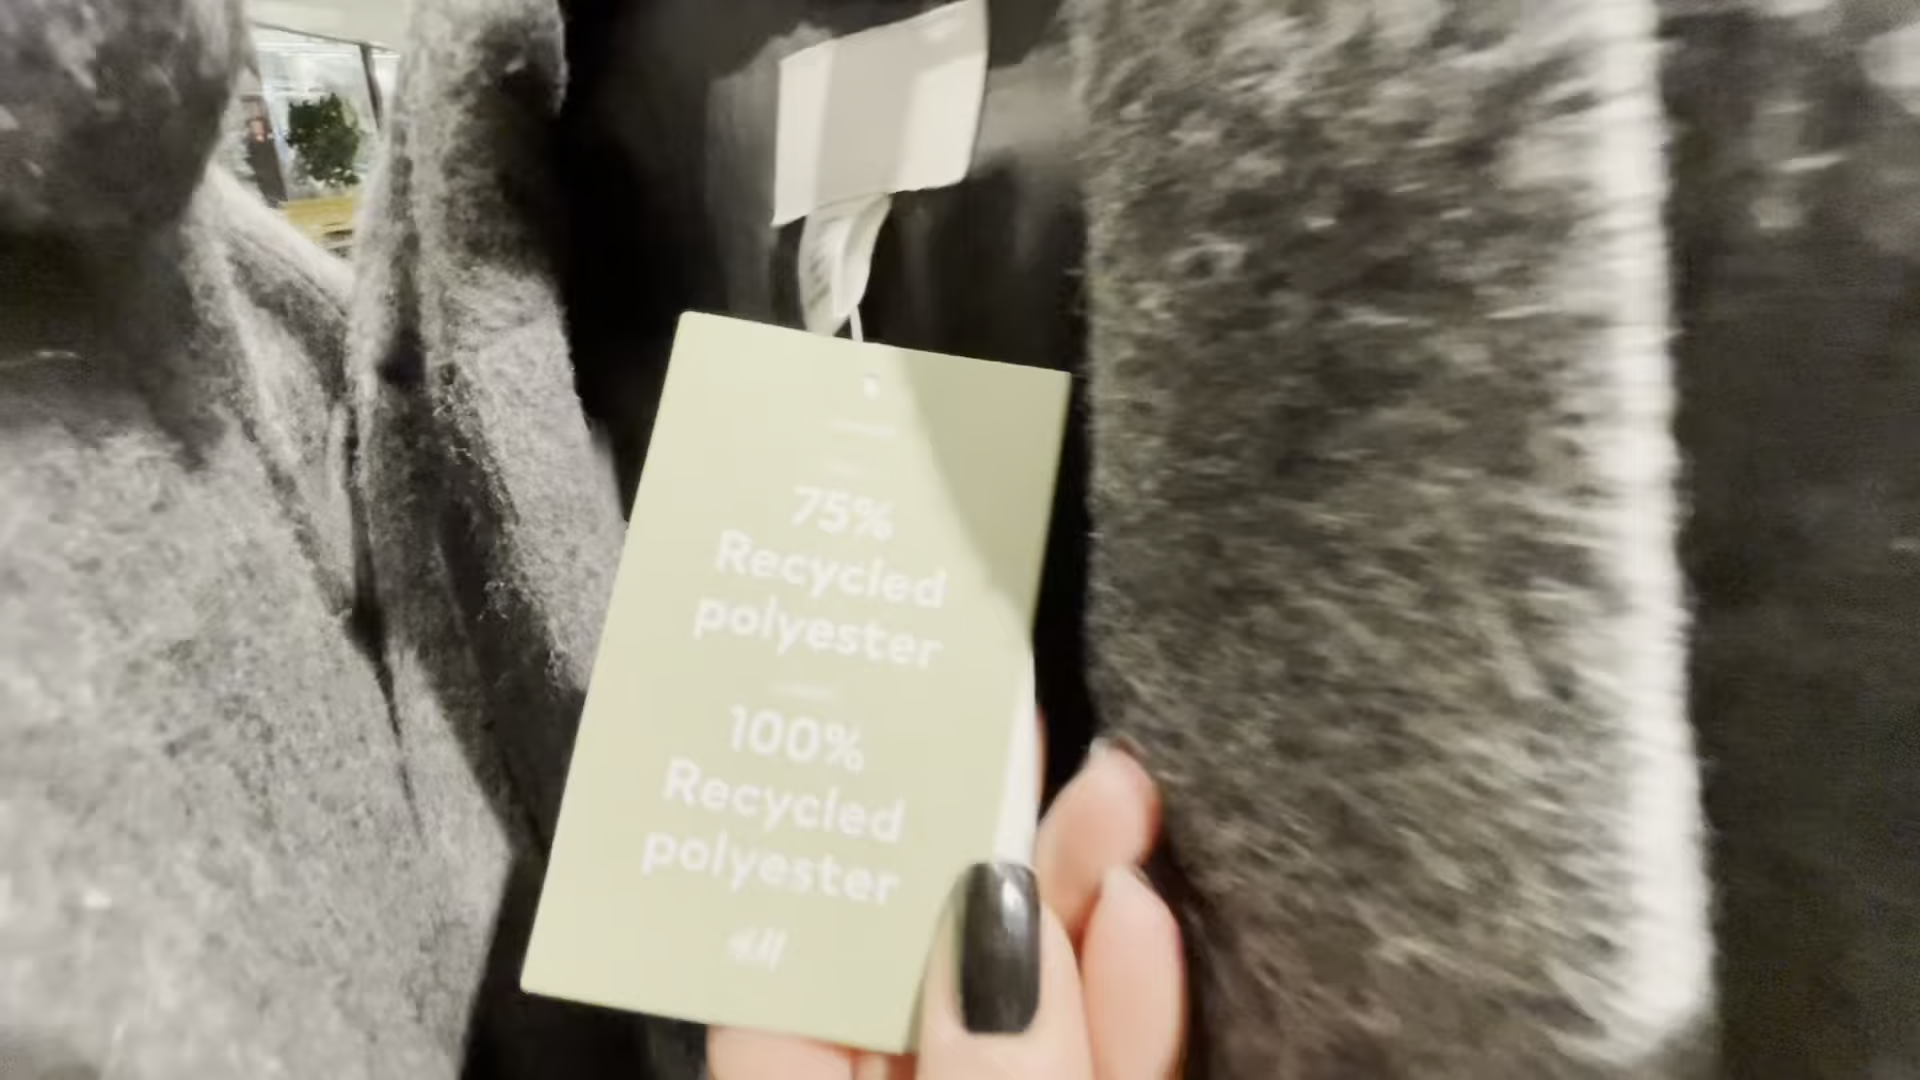 75%
Recycled
polyester
100%
Recycled
polyester
H&M